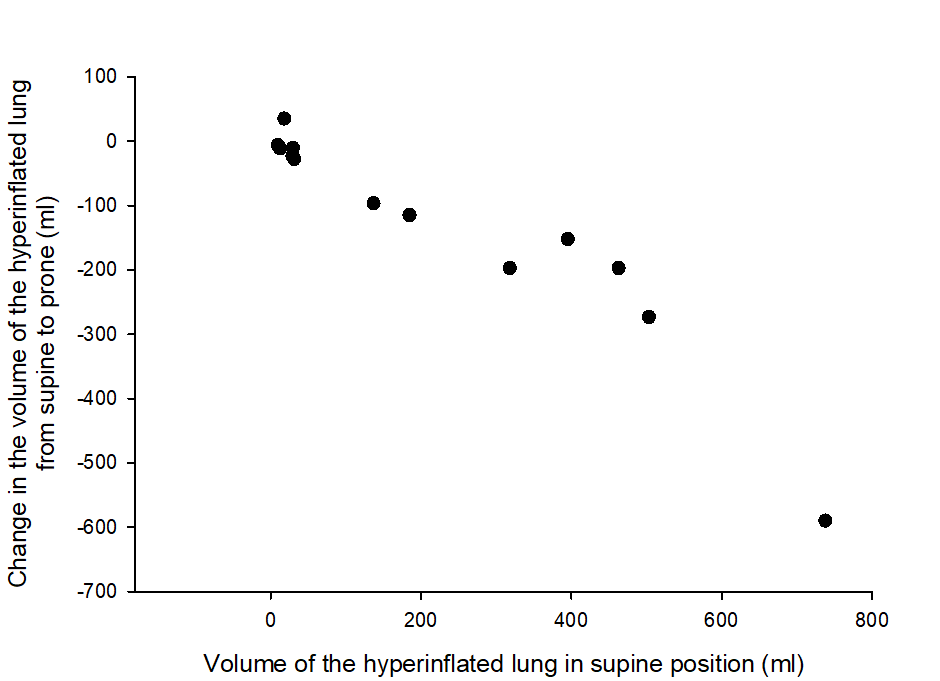 Change in the volume of the hyperinflated lung
from supine to prone (ml)
100
0
-100
-200
-300
-400
-500
-600
-700
0 200 400 600 800
Volume of the hyperinflated lung in supine position (ml)